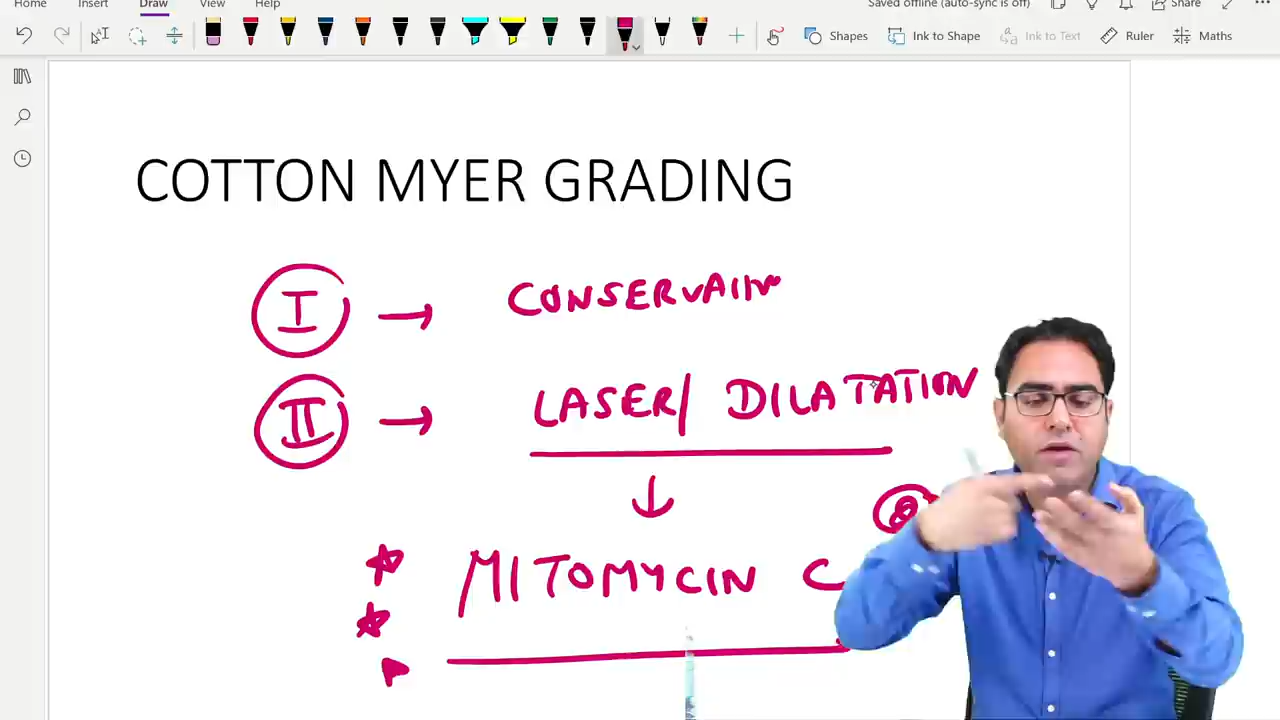 Home Insert Draw View Help Saved offline (auto-sync is off) Share
Shapes Ink to Shape Ink to Text Ruler Maths
COTTON MYER GRADING
I → CONSERVATIV
II → LASER/ DILATATION
↓
MITOMYCIN C